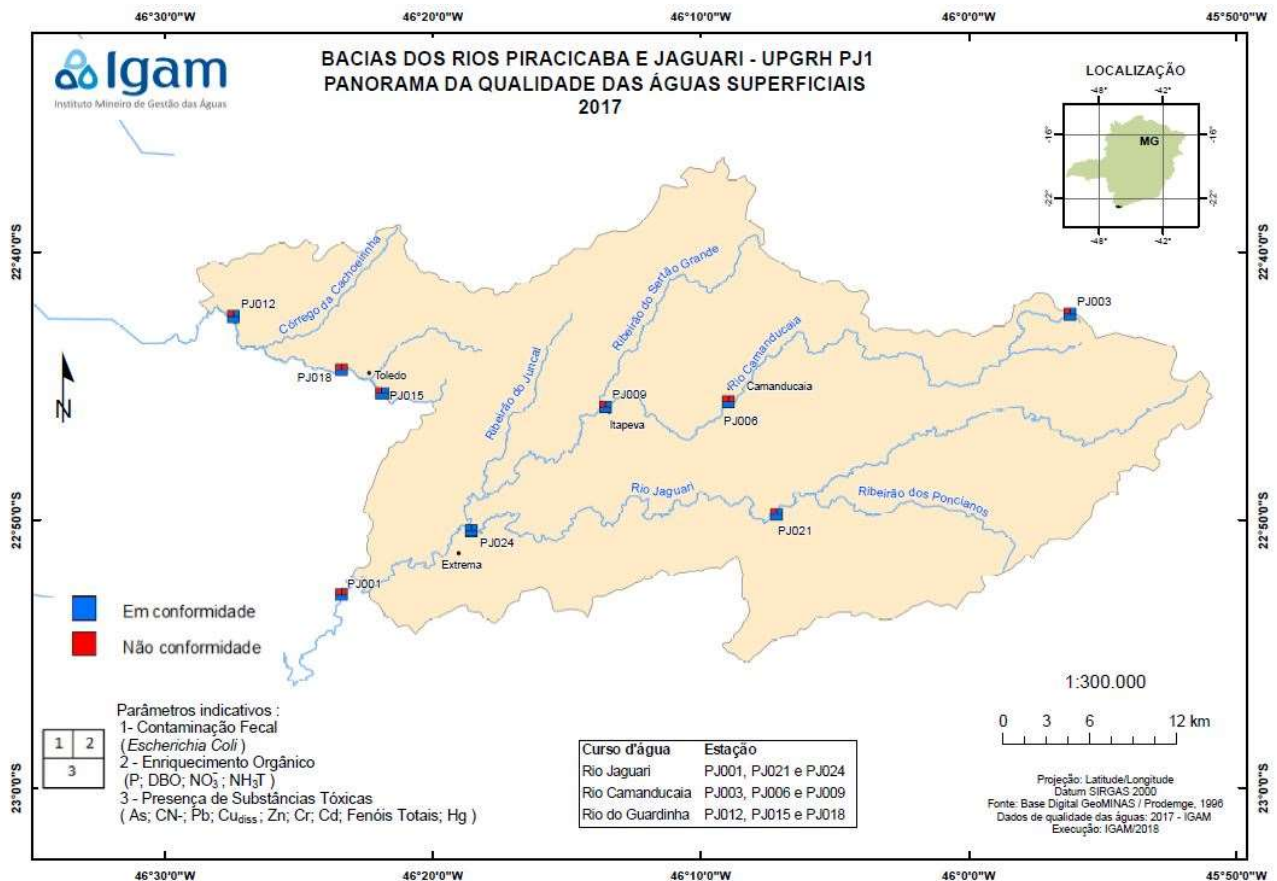 46°30'0"W
46°20'0"W
46°10'0"W
46°0'0"W
45°50'0"W
Igam
Instituto Mineiro de Gestão das Águas
BACIAS DOS RIOS PIRACICABA E JAGUARI - UPGRH PJ1
PANORAMA DA QUALIDADE DAS ÁGUAS SUPERFICIAIS
2017
LOCALIZAÇÃO
-48°
-42°
-16°
MG
-16°
-22°
-22°
-48°
-42°
22°40'0"S
22°40'0"S
PJ012
Córrego da Cachoeirinha
Ribeirão do Sertão Grande
PJ003
PJ018
Toledo
PJ015
Ribeirão do Juncal
PJ009
Itapeva
Rio Camanducaia
Camanducaia
PJ006
N
22°50'0"S
22°50'0"S
Rio Jaguari
Ribeirão dos Poncianos
PJ021
PJ024
Extrema
PJ001
Em conformidade
Não conformidade
Parâmetros indicativos :
1- Contaminação Fecal
(Escherichia Coli )
2 - Enriquecimento Orgânico
(P; DBO; NO₃⁻; NH₃T )
3 - Presença de Substâncias Tóxicas
( As; CN-; Pb; Cu diss; Zn; Cr; Cd; Fenóis Totais; Hg )
1 2
3
Curso d'água Estação
Rio Jaguari PJ001, PJ021 e PJ024
Rio Camanducaia PJ003, PJ006 e PJ009
Rio do Guardinha PJ012, PJ015 e PJ018
1:300.000
0 3 6 12 km
Projeção: Latitude/Longitude
Datum SIRGAS 2000
Fonte: Base Digital GeoMINAS / Prodemge, 1996
Dados de qualidade das águas: 2017 - IGAM
Execução: IGAM/2018
23°0'0"S
23°0'0"S
46°30'0"W
46°20'0"W
46°10'0"W
46°0'0"W
45°50'0"W